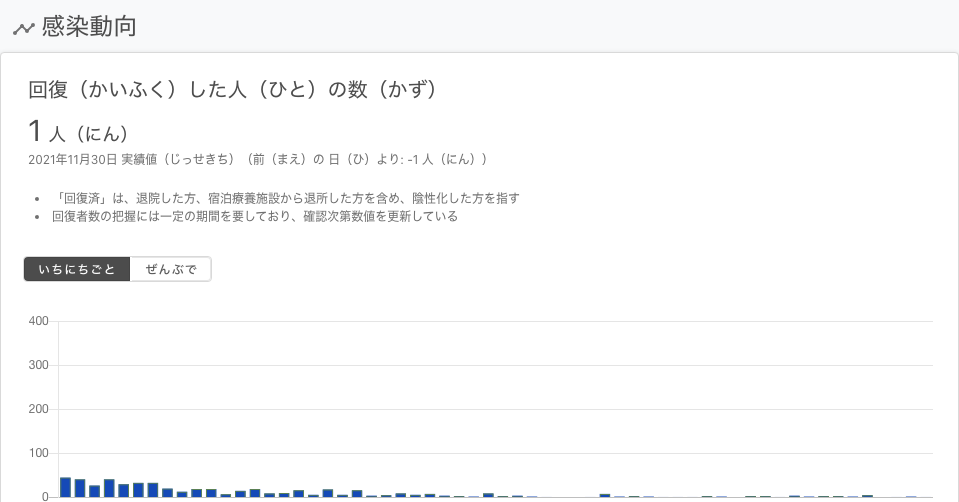 感染動向
回復（かいふく）した人（ひと）の数（かず）
1 人（にん）
2021年11月30日 実績値（じっせきち）（前（まえ）の 日（ひ）より: -1 人（にん））
「回復済」は、退院した方、宿泊療養施設から退所した方を含め、陰性化した方を指す
回復者数の把握には一定の期間を要しており、確認次第数値を更新している
いちにちごと ぜんぶで
400
300
200
100
0